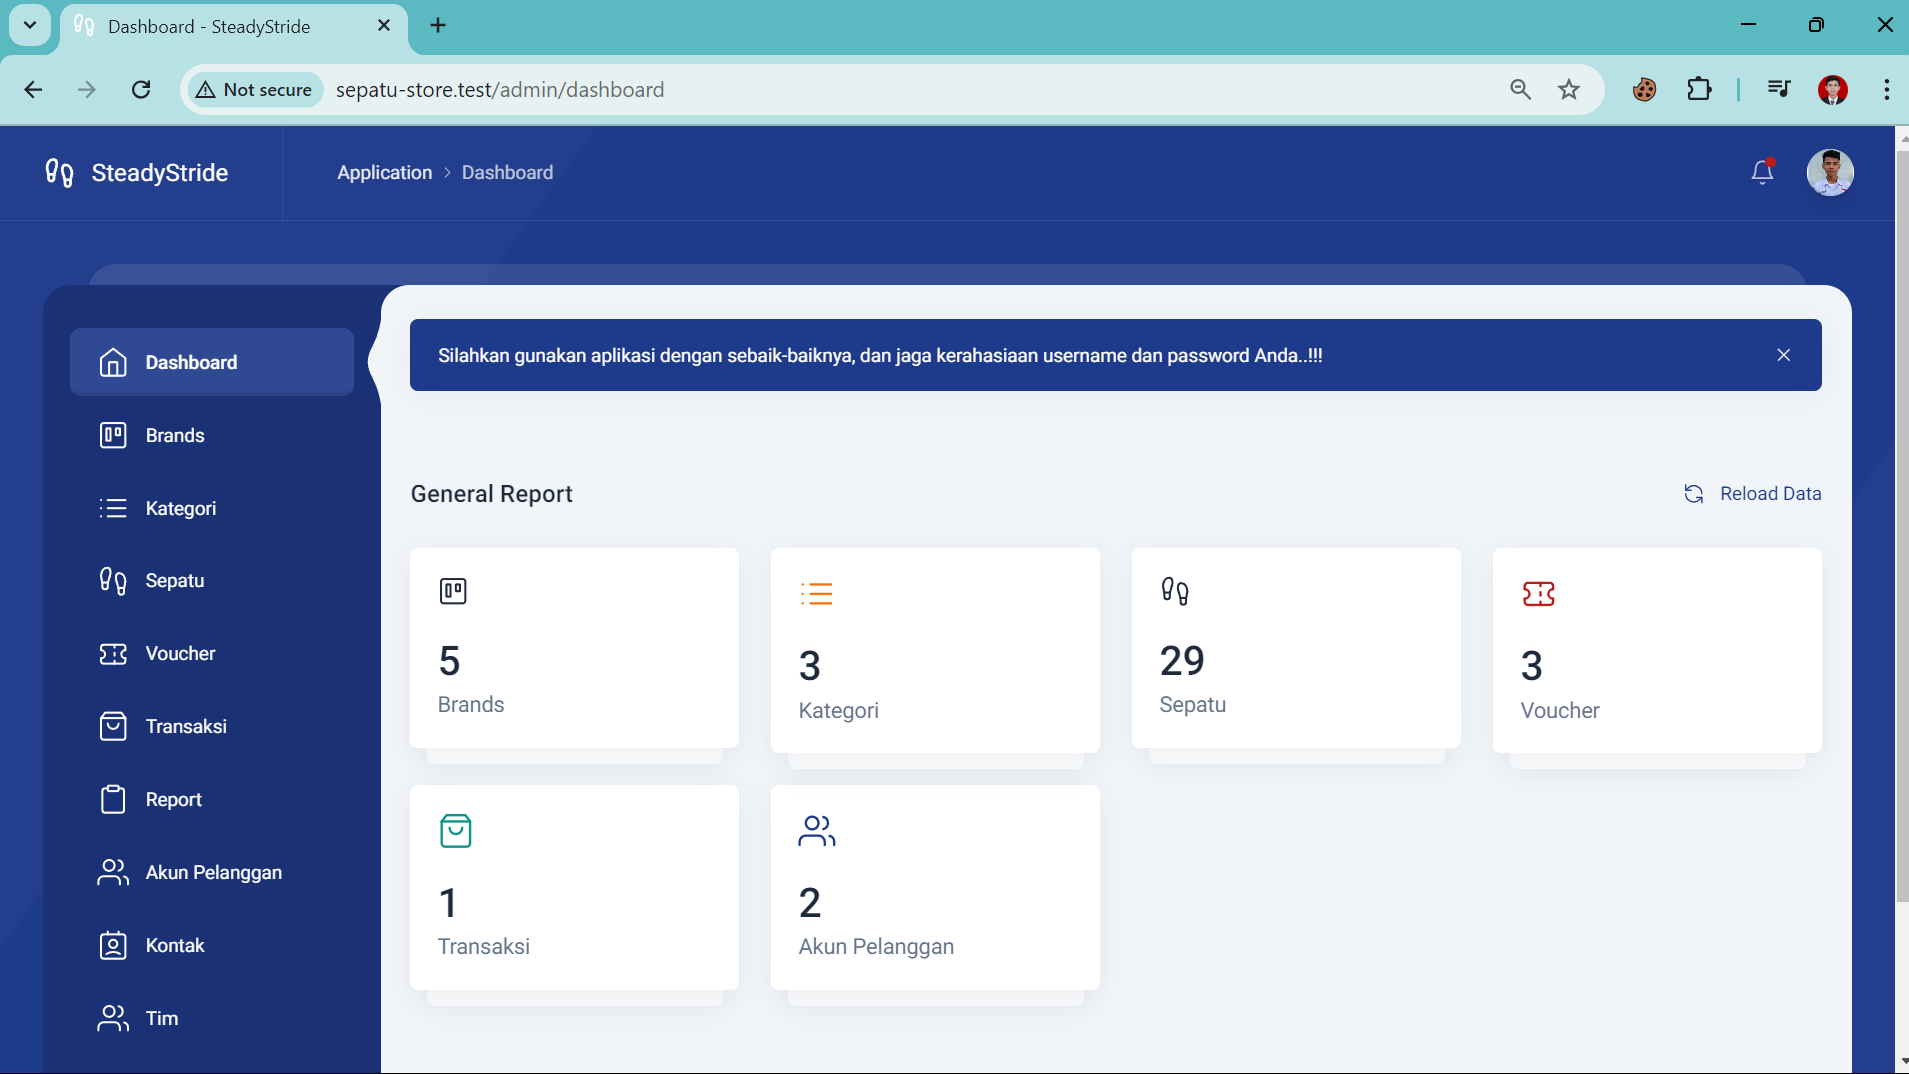 Dashboard - SteadyStride
Not secure
sepatu-store.test/admin/dashboard
SteadyStride
Application > Dashboard
Silahkan gunakan aplikasi dengan sebaik-baiknya, dan jaga kerahasiaan username dan password Anda..!!!
Dashboard
Brands
Kategori
Sepatu
Voucher
Transaksi
Report
Akun Pelanggan
Kontak
Tim
General Report
Reload Data
5
Brands
3
Kategori
29
Sepatu
3
Voucher
1
Transaksi
2
Akun Pelanggan